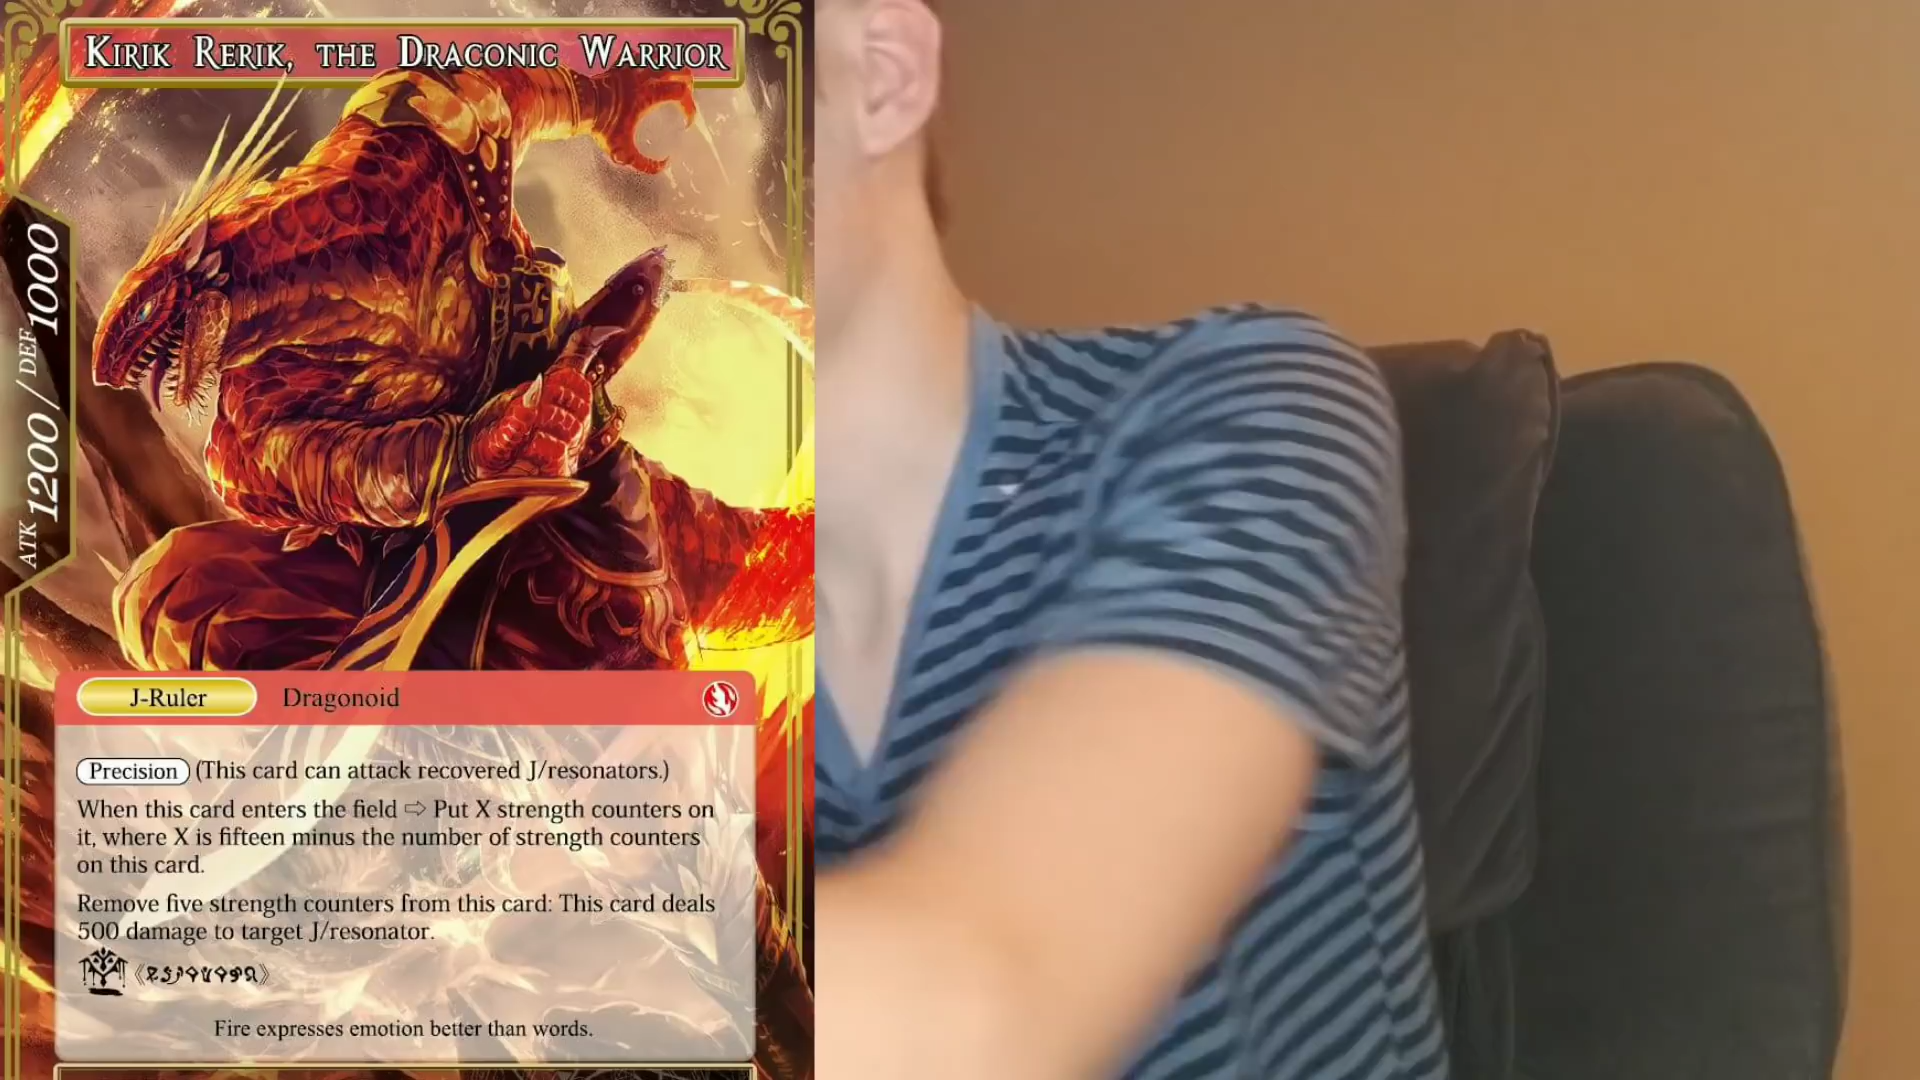 Kirik Rerik, the Draconic Warrior
ATK 1200 / DEF 1000
J-Ruler Dragonoid
Precision (This card can attack recovered J/resonators.)
When this card enters the field ⇨ Put X strength counters on
it, where X is fifteen minus the number of strength counters
on this card.
Remove five strength counters from this card: This card deals
500 damage to target J/resonator.
Fire expresses emotion better than words.